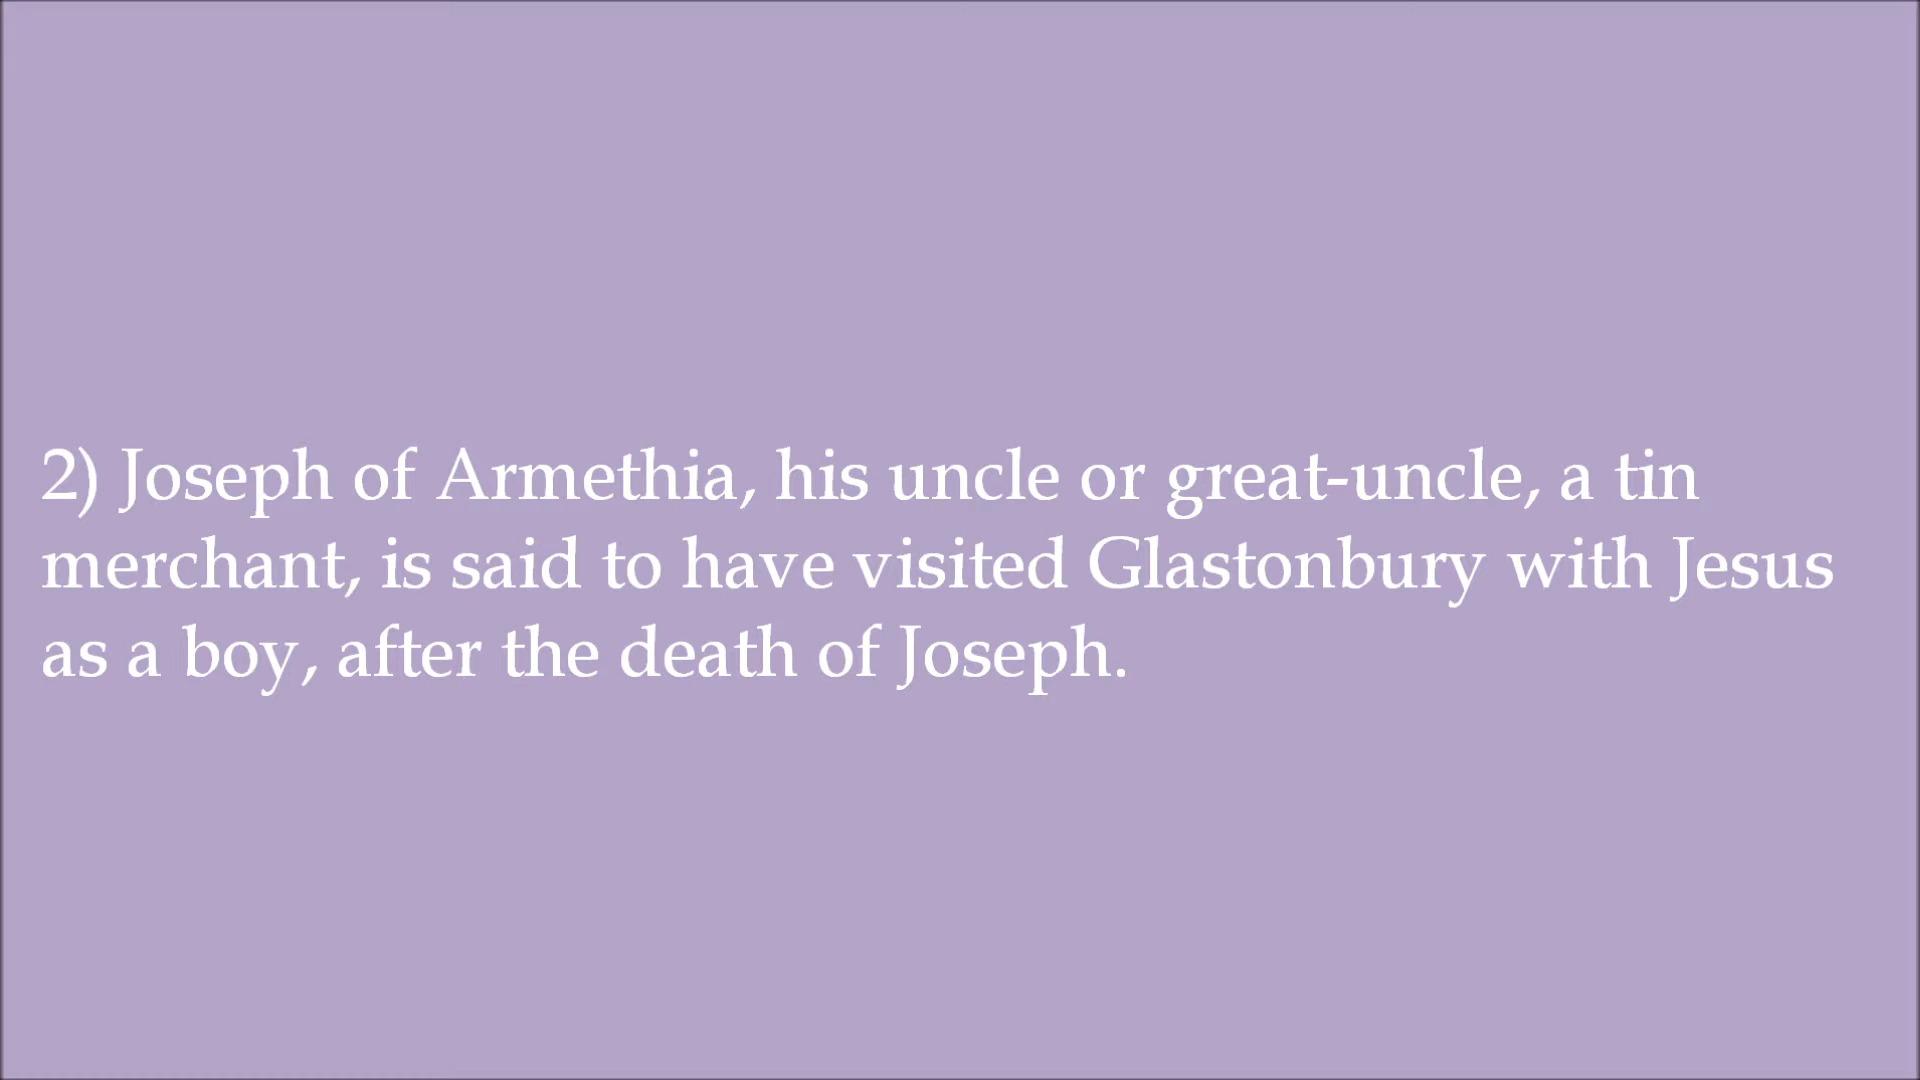 2) Joseph of Armethia, his uncle or great-uncle, a tin
merchant, is said to have visited Glastonbury with Jesus
as a boy, after the death of Joseph.